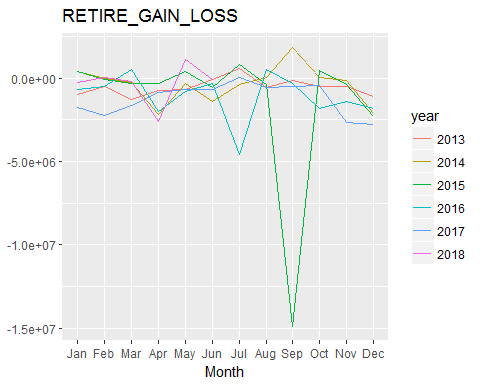 RETIRE_GAIN_LOSS
0.0e+00
-5.0e+06
-1.0e+07
-1.5e+07
Jan Feb Mar Apr May Jun Jul Aug Sep Oct Nov Dec
Month
year
2013
2014
2015
2016
2017
2018